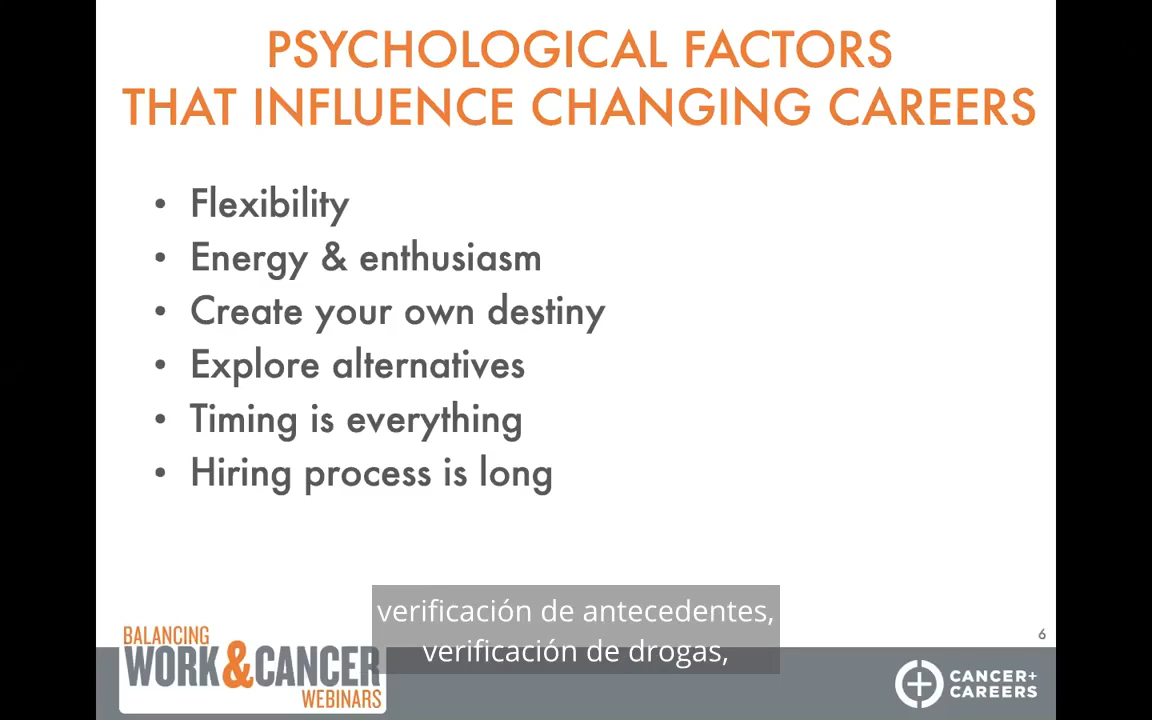 PSYCHOLOGICAL FACTORS
THAT INFLUENCE CHANGING CAREERS
• Flexibility
• Energy & enthusiasm
• Create your own destiny
• Explore alternatives
• Timing is everything
• Hiring process is long
verificación de antecedentes,
verificación de drogas,
BALANCING
WORK & CANCER
WEBINARS
6
CANCER+
CAREERS